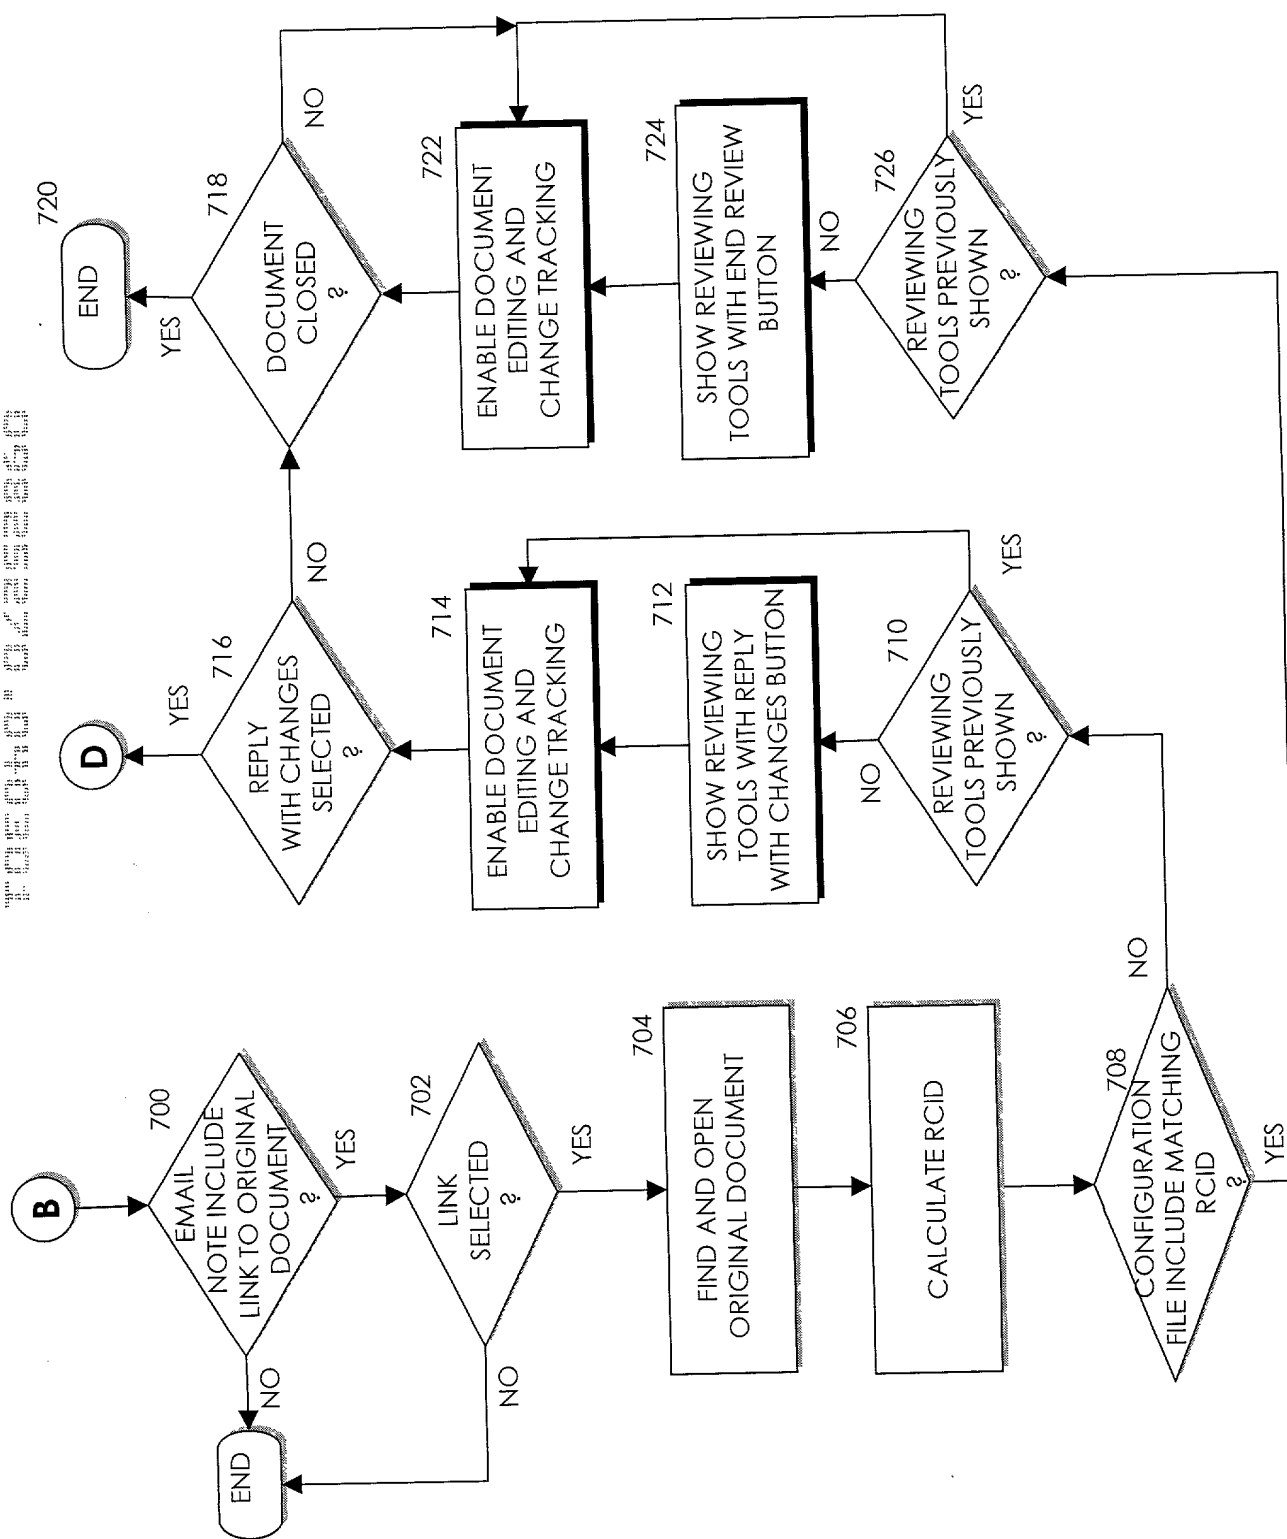 B
700
EMAIL
NOTE INCLUDE
LINK TO ORIGINAL
DOCUMENT
?
NO
YES
END
702
LINK
SELECTED
?
NO
YES
704
FIND AND OPEN
ORIGINAL DOCUMENT
706
CALCULATE RCID
708
CONFIGURATION
FILE INCLUDE MATCHING
RCID
?
NO
YES
D
YES
716
REPLY
WITH CHANGES
SELECTED
?
NO
714
ENABLE DOCUMENT
EDITING AND
CHANGE TRACKING
712
SHOW REVIEWING
TOOLS WITH REPLY
WITH CHANGES BUTTON
NO
710
REVIEWING
TOOLS PREVIOUSLY
SHOWN
?
YES
720
END
YES
718
DOCUMENT
CLOSED
?
NO
722
ENABLE DOCUMENT
EDITING AND
CHANGE TRACKING
724
SHOW REVIEWING
TOOLS WITH END REVIEW
BUTTON
NO
726
REVIEWING
TOOLS PREVIOUSLY
SHOWN
?
YES